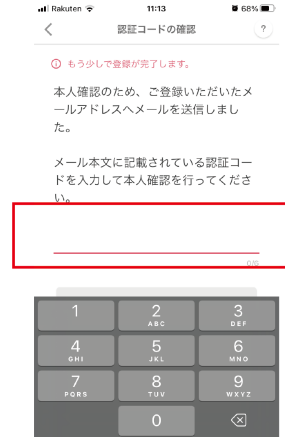 Rakuten 11:13 68%
認証コードの確認 ?
もう少しで登録が完了します。
本人確認のため、ご登録いただいたメ
ールアドレスへメールを送信しまし
た。
メール本文に記載されている認証コー
ドを入力して本人確認を行ってくださ
い。
0/6
1 2 3
ABC DEF
4 5 6
GHI JKL MNO
7 8 9
PQRS TUV WXYZ
0